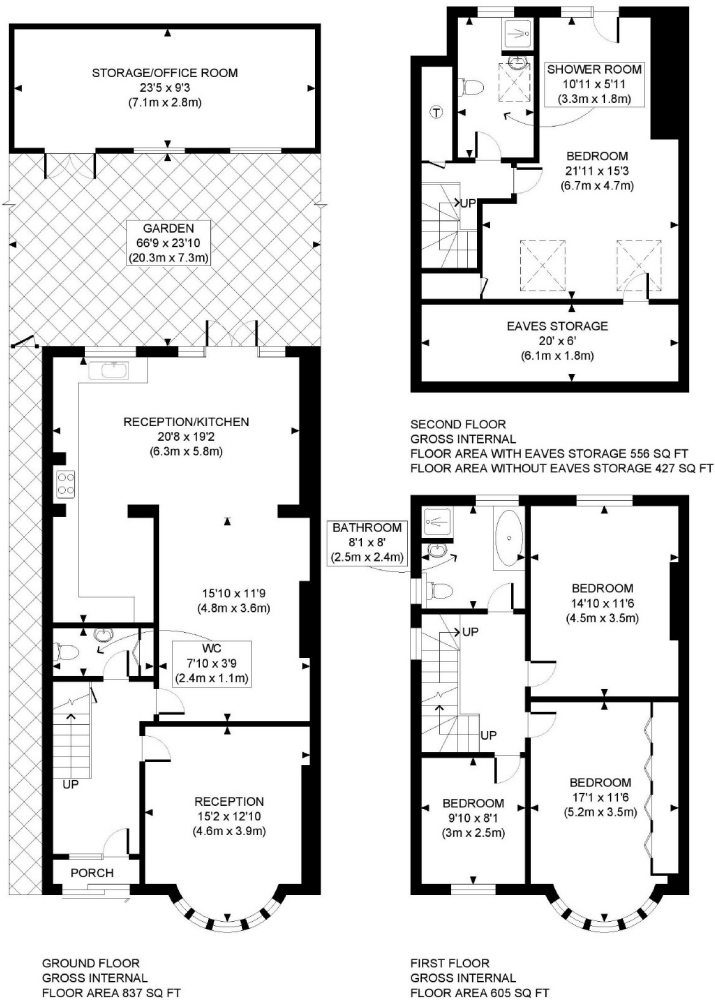 STORAGE/OFFICE ROOM
23'5 x 9'3
(7.1m x 2.8m)
GARDEN
66'9 x 23'10
(20.3m x 7.3m)
RECEPTION/KITCHEN
20'8 x 19'2
(6.3m x 5.8m)
15'10 x 11'9
(4.8m x 3.6m)
WC
7'10 x 3'9
(2.4m x 1.1m)
UP
RECEPTION
15'2 x 12'10
(4.6m x 3.9m)
PORCH
GROUND FLOOR
GROSS INTERNAL
FLOOR AREA 837 SQ FT
SHOWER ROOM
10'11 x 5'11
(3.3m x 1.8m)
T
BEDROOM
21'11 x 15'3
(6.7m x 4.7m)
UP
EAVES STORAGE
20' x 6'
(6.1m x 1.8m)
SECOND FLOOR
GROSS INTERNAL
FLOOR AREA WITH EAVES STORAGE 556 SQ FT
FLOOR AREA WITHOUT EAVES STORAGE 427 SQ FT
BATHROOM
8'1 x 8'
(2.5m x 2.4m)
BEDROOM
14'10 x 11'6
(4.5m x 3.5m)
UP
UP
BEDROOM
9'10 x 8'1
(3m x 2.5m)
BEDROOM
17'1 x 11'6
(5.2m x 3.5m)
FIRST FLOOR
GROSS INTERNAL
FLOOR AREA 605 SQ FT